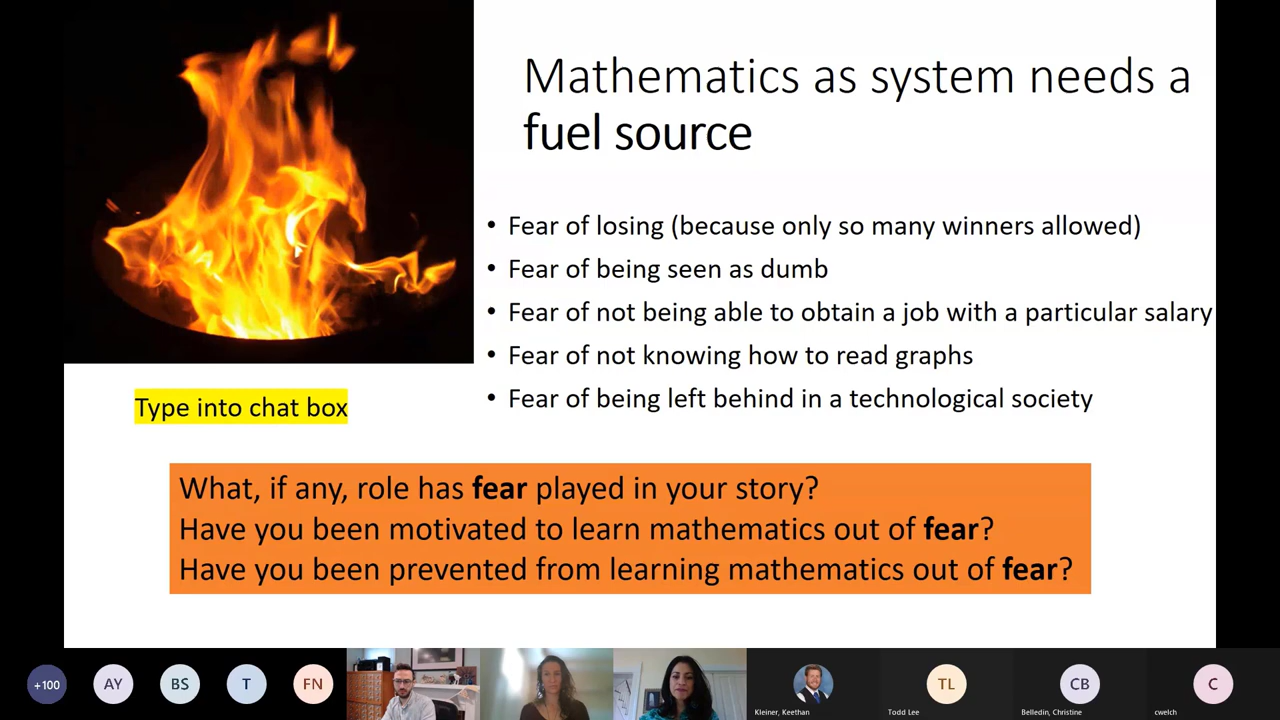 Mathematics as system needs a
fuel source
• Fear of losing (because only so many winners allowed)
• Fear of being seen as dumb
• Fear of not being able to obtain a job with a particular salary
• Fear of not knowing how to read graphs
• Fear of being left behind in a technological society
Type into chat box
What, if any, role has fear played in your story?
Have you been motivated to learn mathematics out of fear?
Have you been prevented from learning mathematics out of fear?
+100
AY
BS
T
FN
Kleiner, Keethan
TL
Todd Lee
CB
Belledin, Christine
C
cwelch